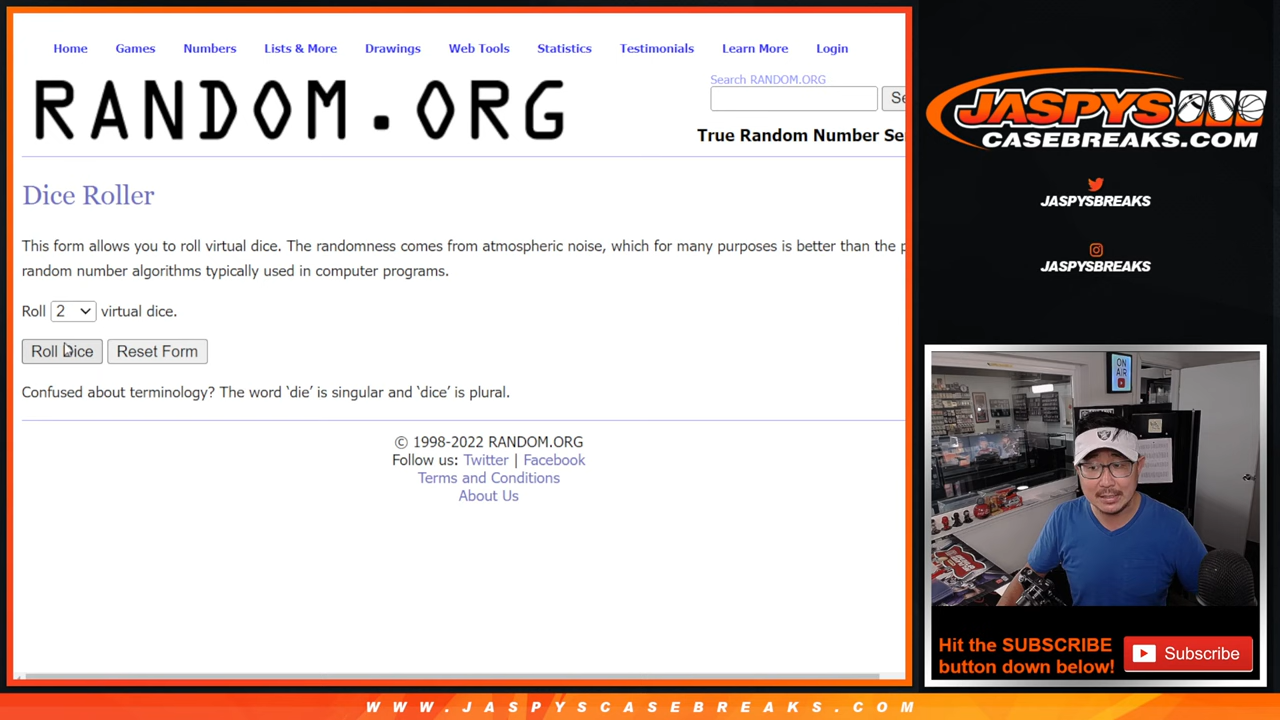 Home Games Numbers Lists & More Drawings Web Tools Statistics Testimonials Learn More Login
RANDOM.ORG
Search RANDOM.ORG
Se
True Random Number Se
Dice Roller
This form allows you to roll virtual dice. The randomness comes from atmospheric noise, which for many purposes is better than the p
random number algorithms typically used in computer programs.
Roll 2 virtual dice.
Roll Dice Reset Form
Confused about terminology? The word ‘die’ is singular and ‘dice’ is plural.
© 1998-2022 RANDOM.ORG
Follow us: Twitter | Facebook
Terms and Conditions
About Us
JASPYS
CASEBREAKS.COM
JASPYSBREAKS
JASPYSBREAKS
ON
AIR
Hit the SUBSCRIBE
button down below!
Subscribe
WWW.JASPYSCASEBREAKS.COM